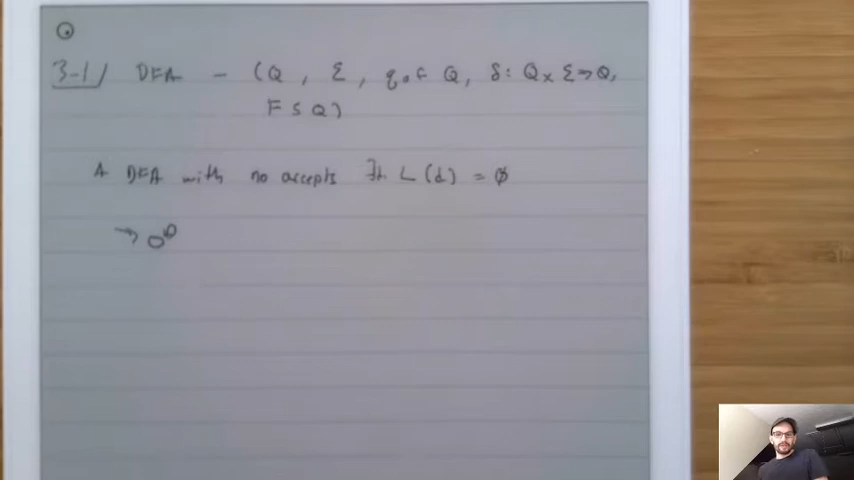 3-1/ DFA - (Q, Σ, q₀ ∈ Q, δ: Q × Σ → Q,
F ⊆ Q)
A DFA with no accepts ∃d. L(d) = ∅